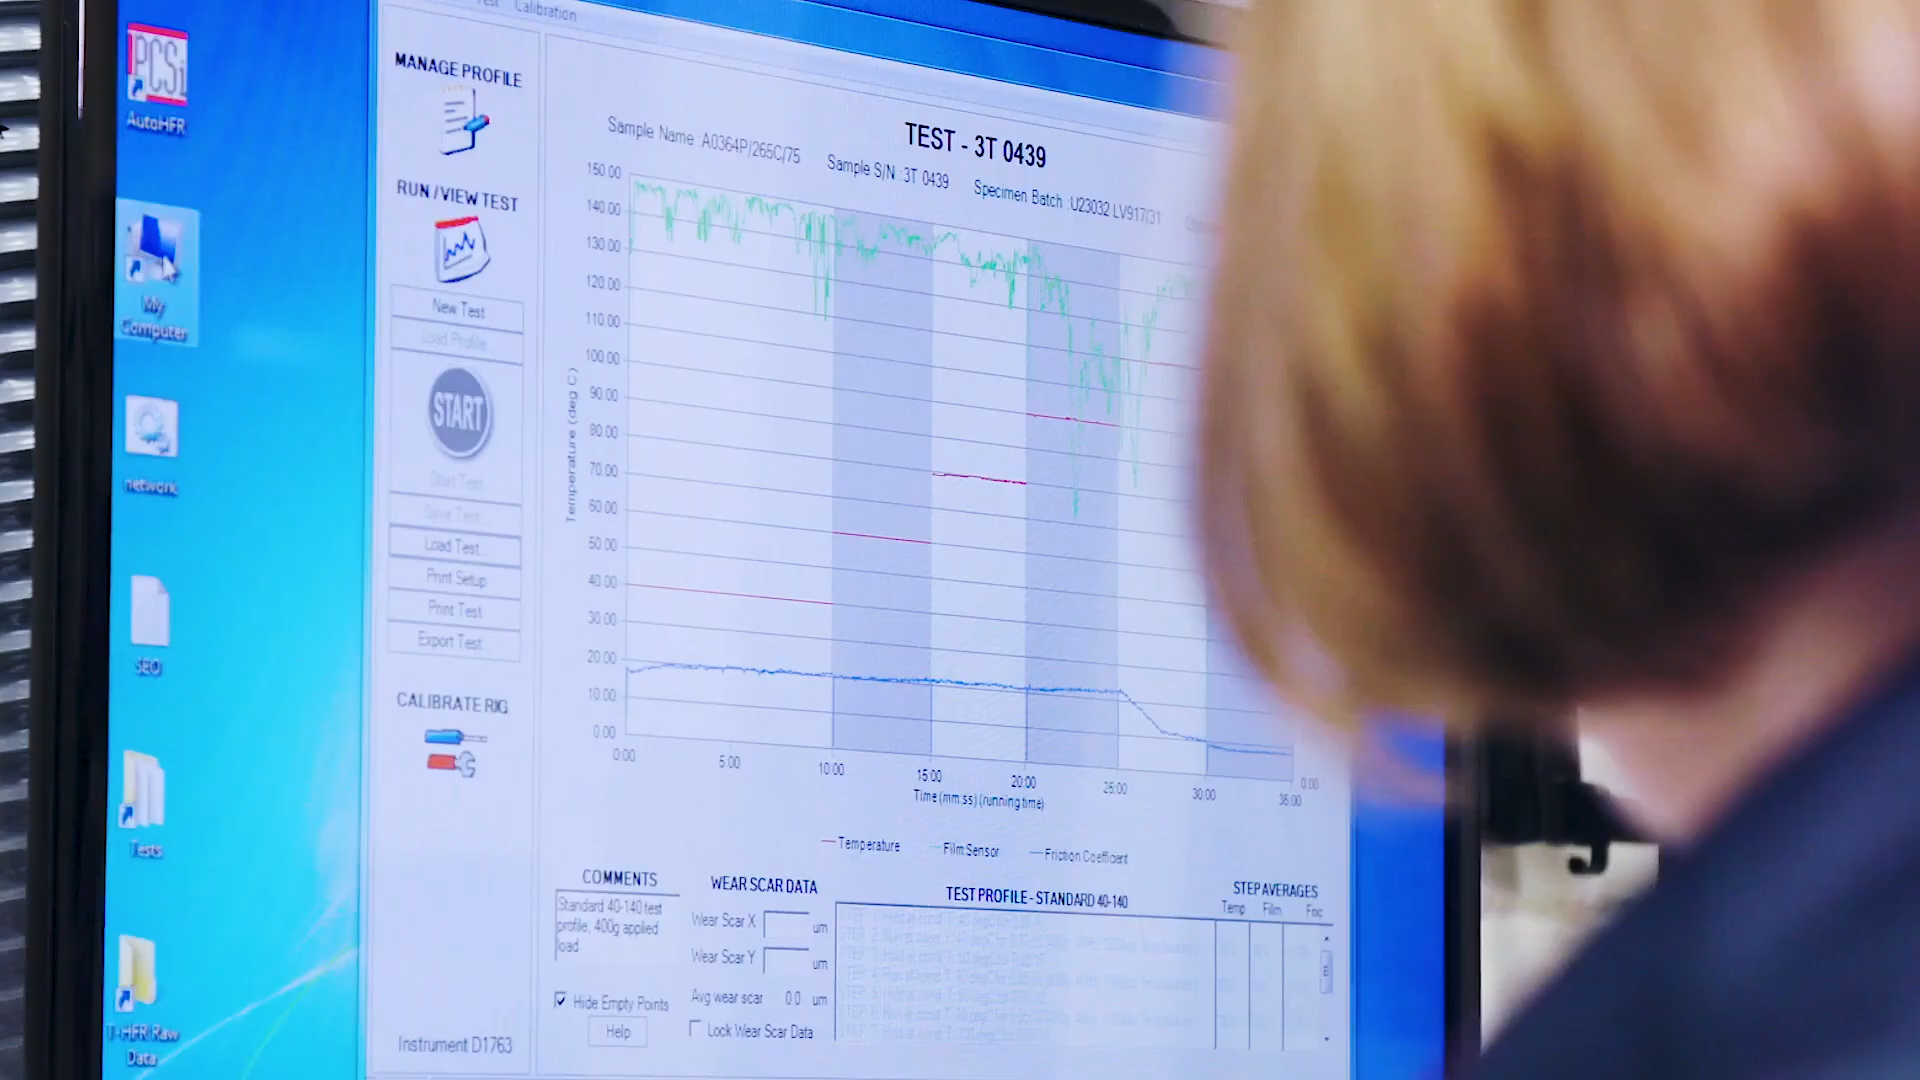 Test Calibration
PCSi
AutoHFR
My
Computer
network
SEO
Tests
T-HFR Raw
Data
MANAGE PROFILE
RUN / VIEW TEST
New Test
Load Profile...
START
Start Test
Save Test...
Load Test...
Print Setup
Print Test
Export Test...
CALIBRATE RIG
Instrument D1763
TEST - 3T 0439
Sample Name :A0364P/265C/75
Sample S/N :3T 0439
Specimen Batch :U23032 LV917/31
Temperature (deg C)
150.00
140.00
130.00
120.00
110.00
100.00
90.00
80.00
70.00
60.00
50.00
40.00
30.00
20.00
10.00
0.00
0:00
5:00
10:00
15:00
20:00
25:00
30:00
35:00
0.00
Time (mm:ss) (running time)
Temperature
Film Sensor
Friction Coefficient
COMMENTS
Standard 40-140 test
profile, 400g applied
load
Hide Empty Points
Help
WEAR SCAR DATA
Wear Scar X um
Wear Scar Y um
Avg wear scar 0.0 um
Lock Wear Scar Data
TEST PROFILE - STANDARD 40-140
STEP AVERAGES
Temp Film Fric